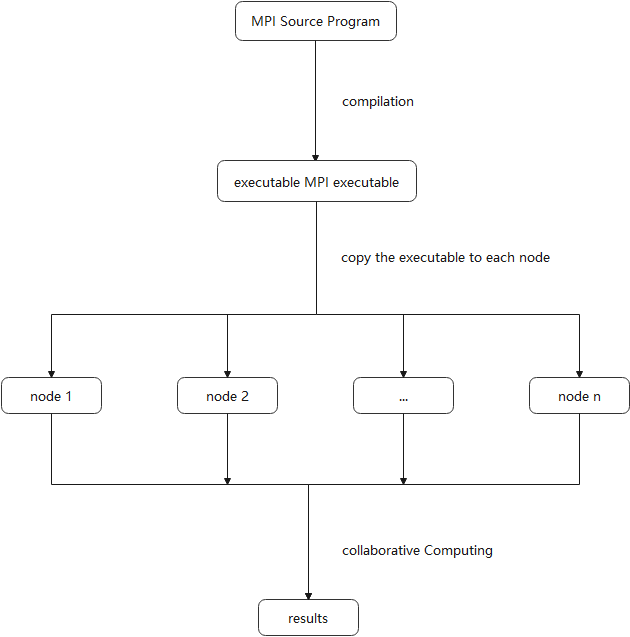 MPI Source Program
compilation
executable MPI executable
copy the executable to each node
node 1
node 2
...
node n
collaborative Computing
results